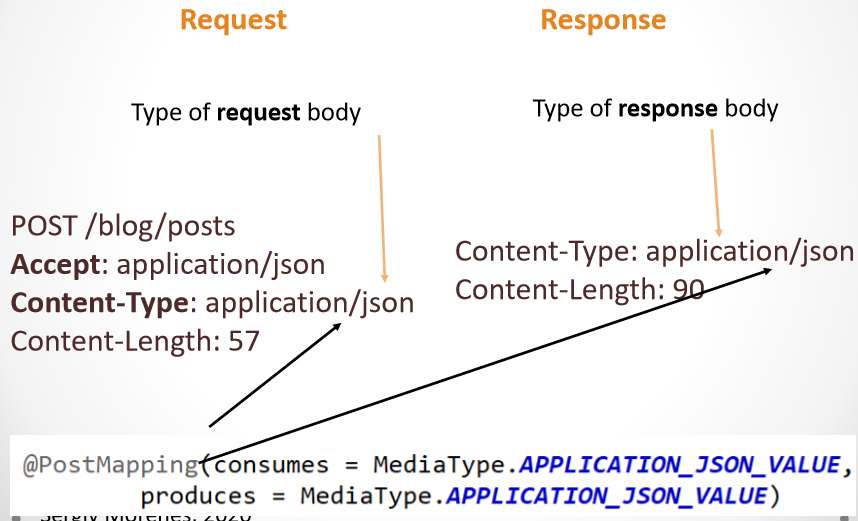 Request
Response
Type of request body
Type of response body
POST /blog/posts
Accept: application/json
Content-Type: application/json
Content-Length: 57
Content-Type: application/json
Content-Length: 90
@PostMapping(consumes = MediaType.APPLICATION_JSON_VALUE,
produces = MediaType.APPLICATION_JSON_VALUE)
2020